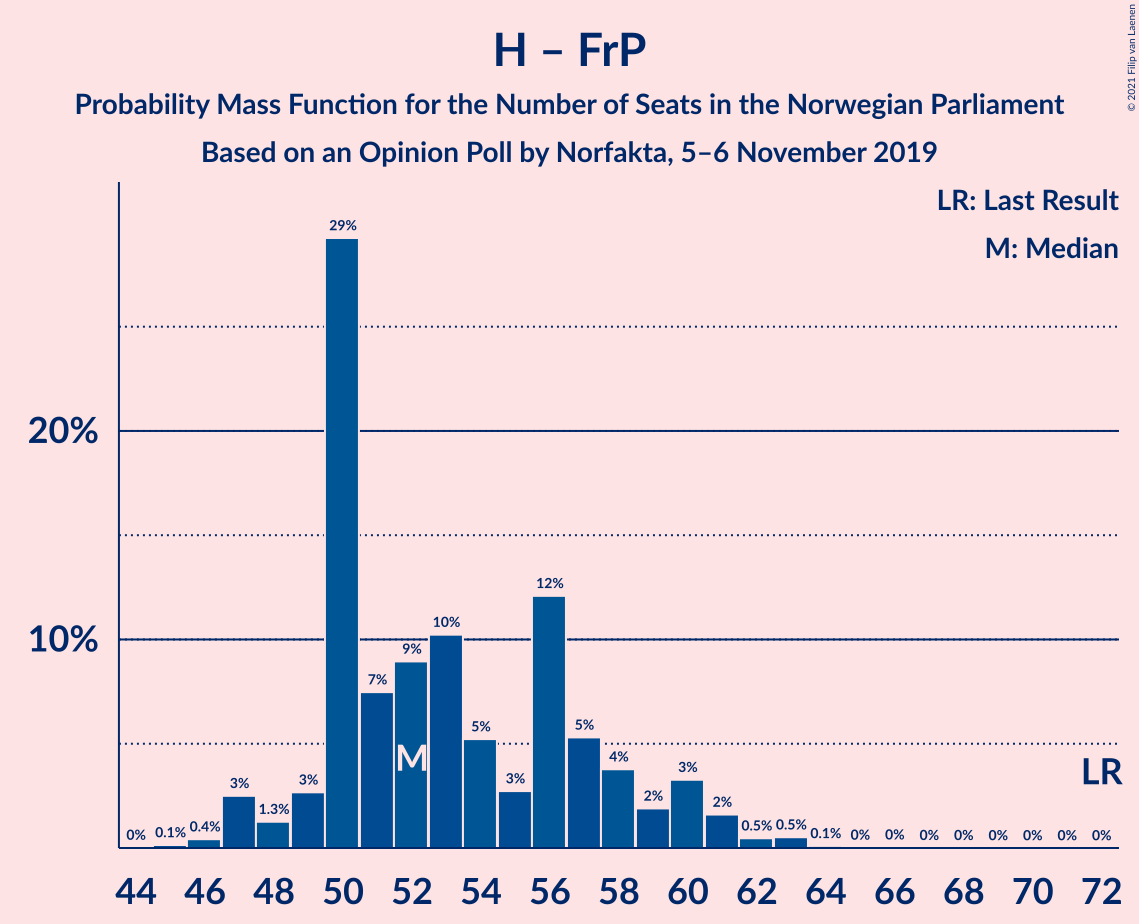 H – FrP
Probability Mass Function for the Number of Seats in the Norwegian Parliament
Based on an Opinion Poll by Norfakta, 5–6 November 2019
© 2021 Filip van Laenen
LR: Last Result
M: Median
20%
10%
0% 0.1% 0.4% 3% 1.3% 3% 29% 7% 9% 10% 5% 3% 12% 5% 4% 2% 3% 2% 0.5% 0.5% 0.1% 0% 0% 0% 0% 0% 0% 0% 0%
M
LR
44 46 48 50 52 54 56 58 60 62 64 66 68 70 72